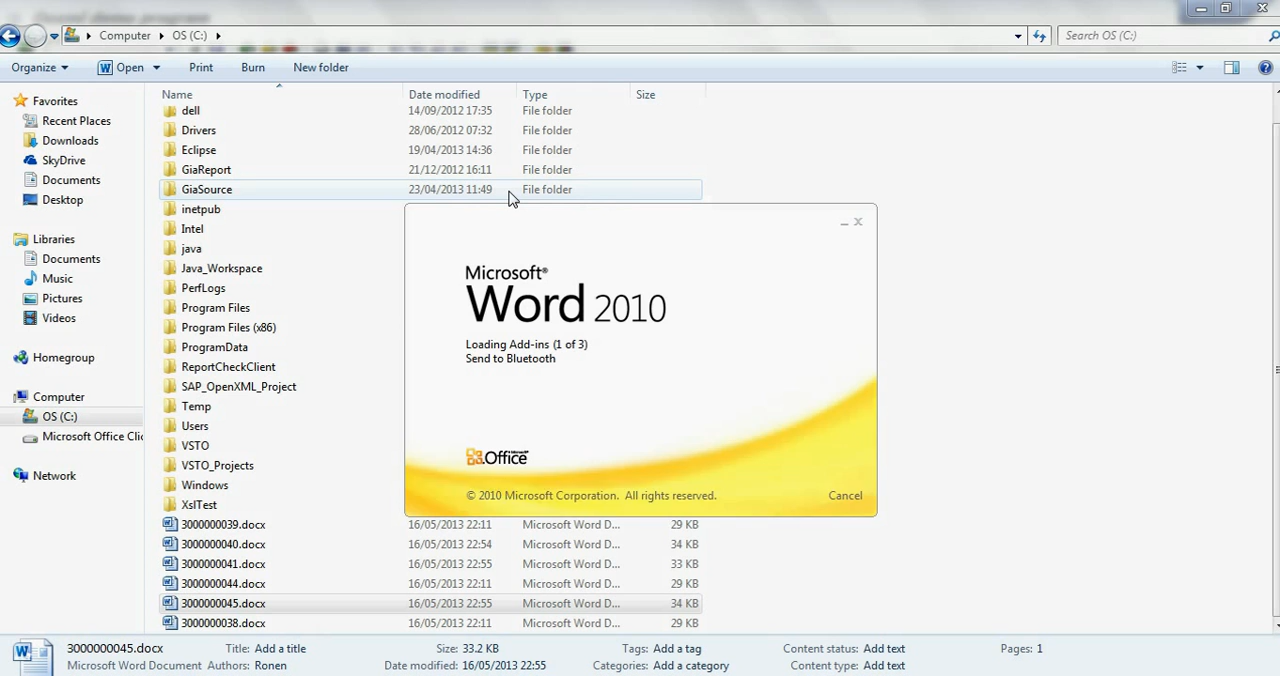 Computer OS (C:) Search OS (C:)
Organize Open Print Burn New folder
Name Date modified Type Size
Favorites
Recent Places
Downloads
SkyDrive
Documents
Desktop
Libraries
Documents
Music
Pictures
Videos
Homegroup
Computer
OS (C:)
Microsoft Office Clic
Network
dell 14/09/2012 17:35 File folder
Drivers 28/06/2012 07:32 File folder
Eclipse 19/04/2013 14:36 File folder
GiaReport 21/12/2012 16:11 File folder
GiaSource 23/04/2013 11:49 File folder
inetpub
Intel
java
Java_Workspace
PerfLogs
Program Files
Program Files (x86)
ProgramData
ReportCheckClient
SAP_OpenXML_Project
Temp
Users
VSTO
VSTO_Projects
Windows
XslTest
3000000039.docx 16/05/2013 22:11 Microsoft Word D... 29 KB
3000000040.docx 16/05/2013 22:54 Microsoft Word D... 34 KB
3000000041.docx 16/05/2013 22:55 Microsoft Word D... 33 KB
3000000044.docx 16/05/2013 22:11 Microsoft Word D... 29 KB
3000000045.docx 16/05/2013 22:55 Microsoft Word D... 34 KB
3000000038.docx 16/05/2013 22:11 Microsoft Word D... 29 KB
Microsoft®
Word 2010
Loading Add-ins (1 of 3)
Send to Bluetooth
Microsoft®
Office
© 2010 Microsoft Corporation. All rights reserved. Cancel
3000000045.docx Title: Add a title Size: 33.2 KB Tags: Add a tag Content status: Add text Pages: 1
Microsoft Word Document Authors: Ronen Date modified: 16/05/2013 22:55 Categories: Add a category Content type: Add text